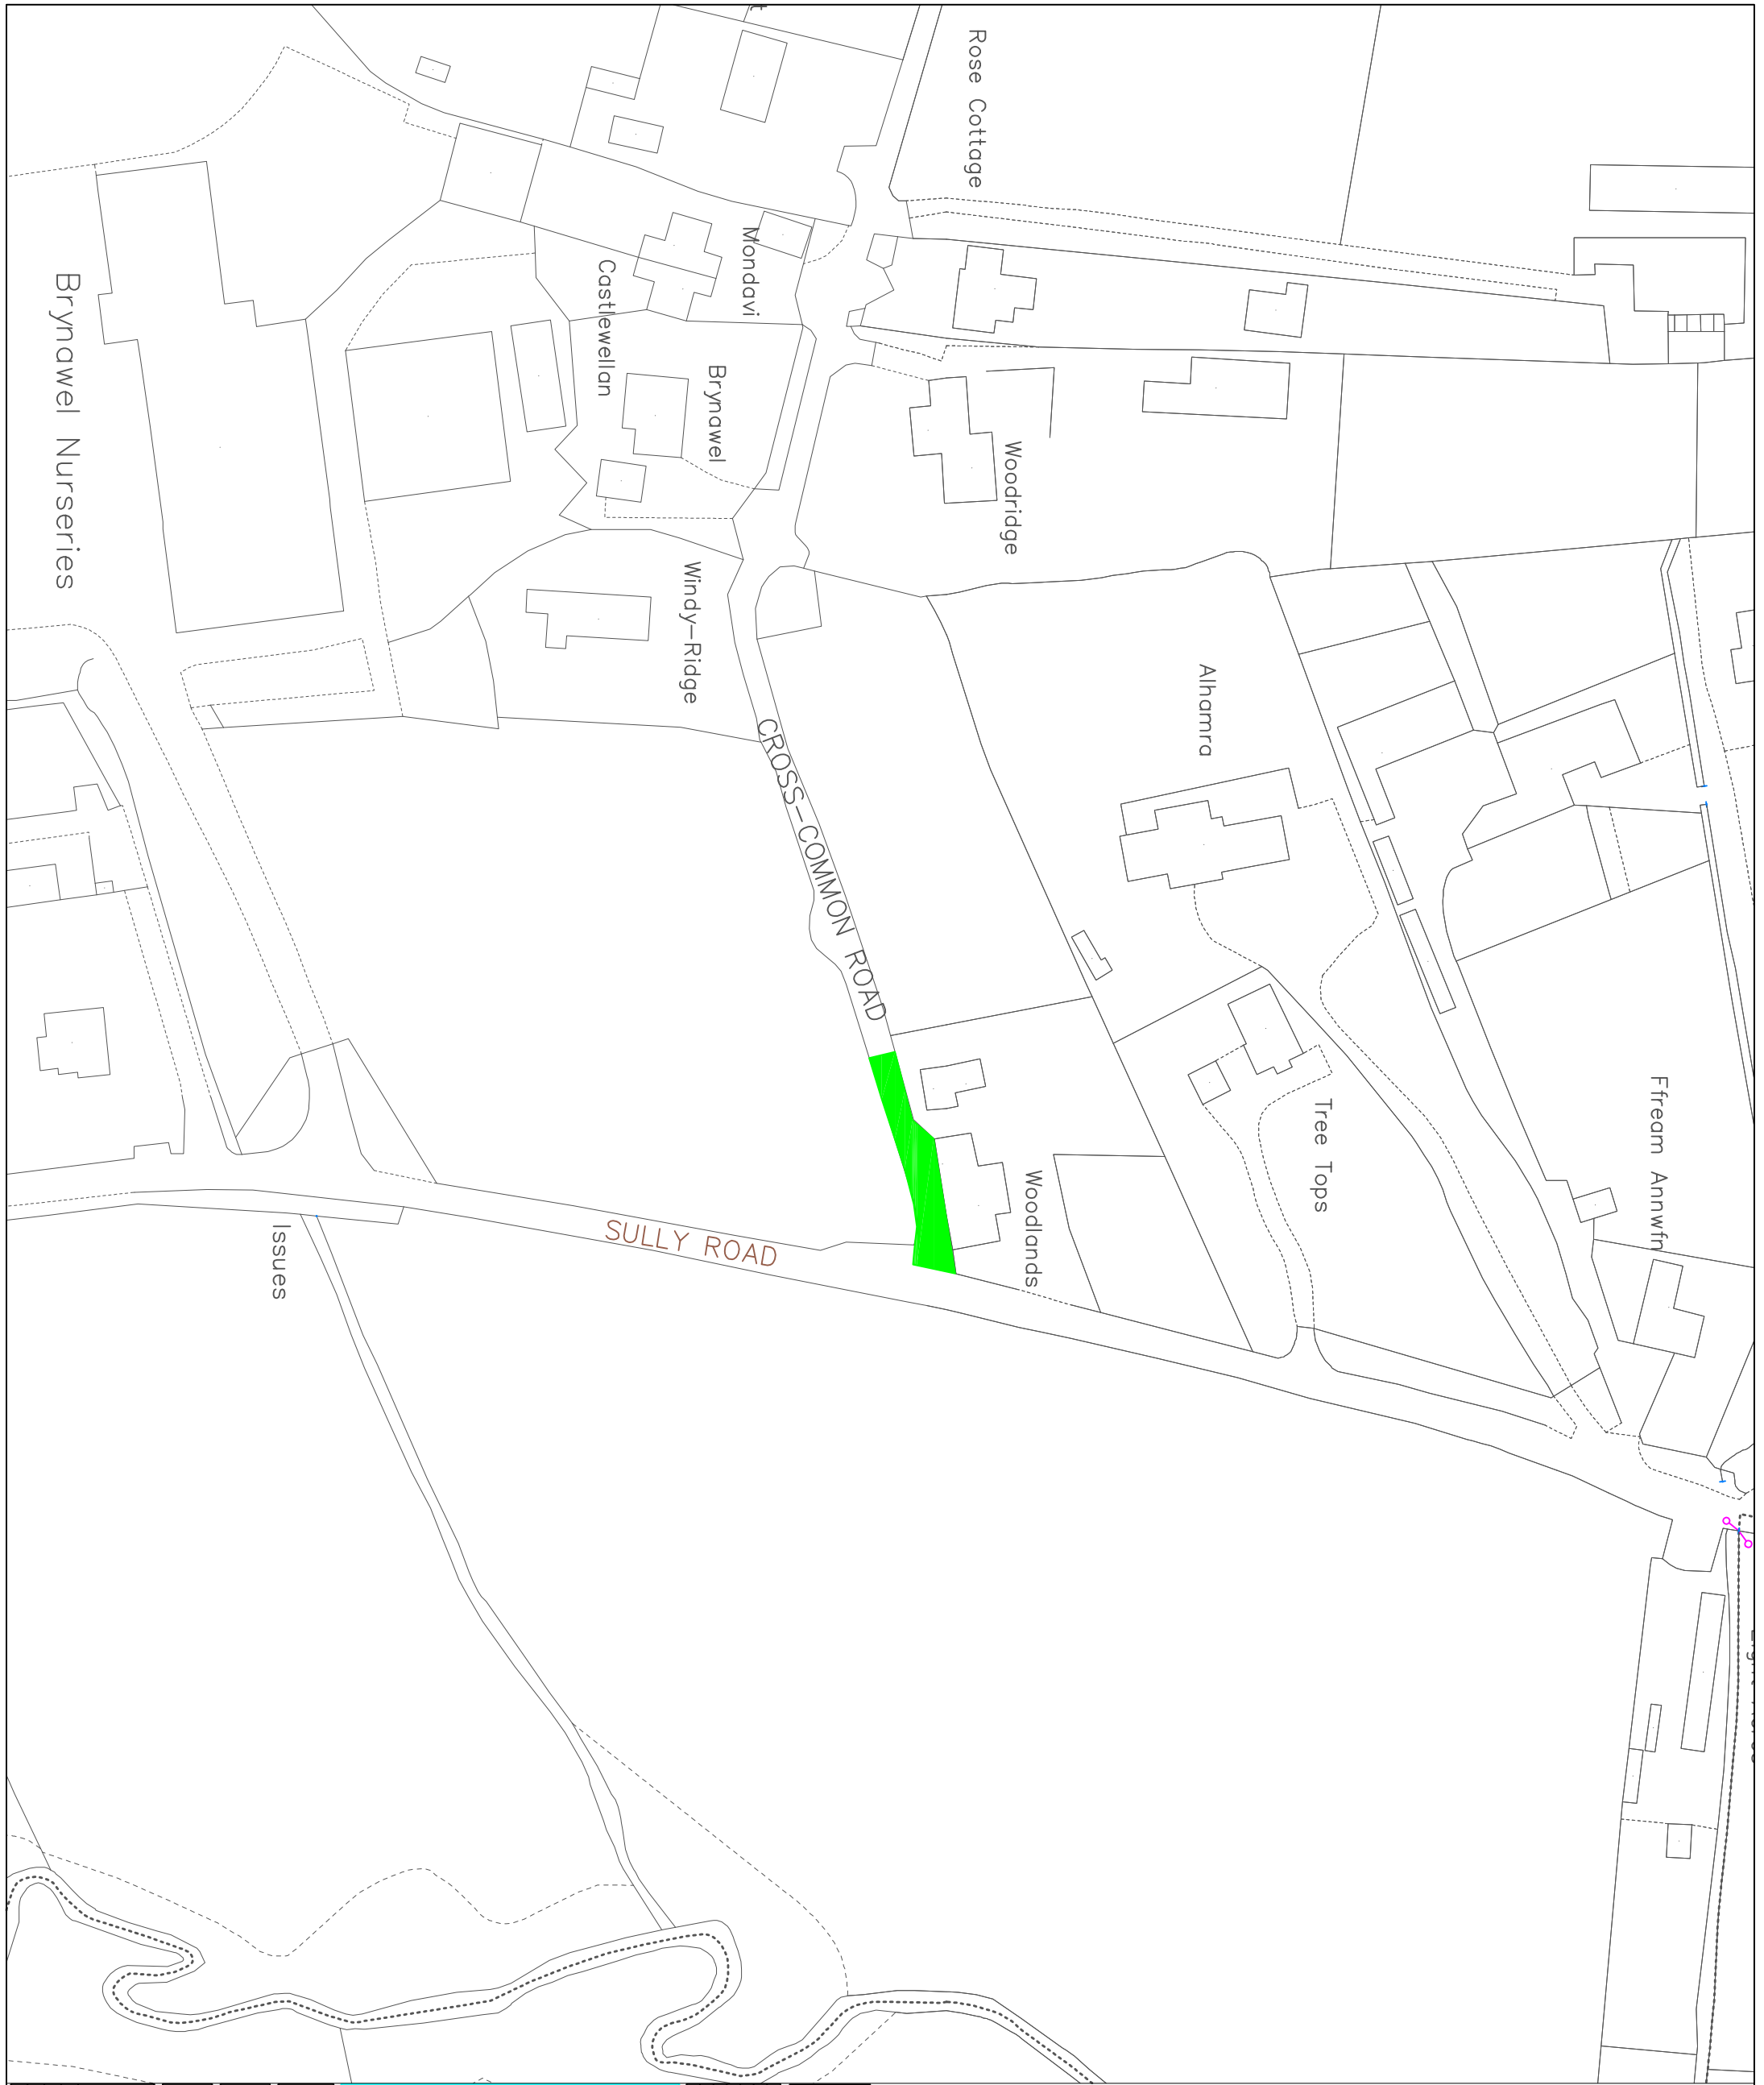 Rose Cottage
Mondavi
Castlewellan
Brynawel
Brynawel Nurseries
Woodridge
Windy-Ridge
Alhamra
CROSS-COMMON ROAD
Ffream Annwfn
Tree Tops
Woodlands
SULLY ROAD
Issues